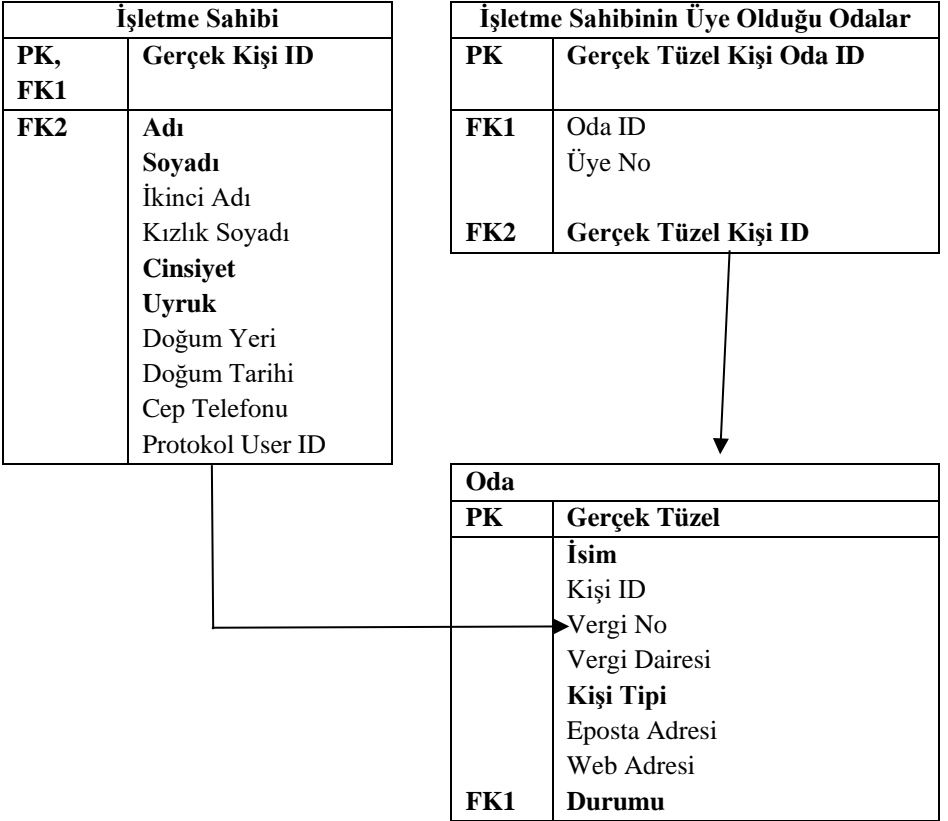 İşletme Sahibi
PK, Gerçek Kişi ID
FK1
FK2 Adı
Soyadı
İkinci Adı
Kızlık Soyadı
Cinsiyet
Uyruk
Doğum Yeri
Doğum Tarihi
Cep Telefonu
Protokol User ID
İşletme Sahibinin Üye Olduğu Odalar
PK Gerçek Tüzel Kişi Oda ID
FK1 Oda ID
Üye No
FK2 Gerçek Tüzel Kişi ID
Oda
PK Gerçek Tüzel
İsim
Kişi ID
Vergi No
Vergi Dairesi
Kişi Tipi
Eposta Adresi
Web Adresi
FK1 Durumu